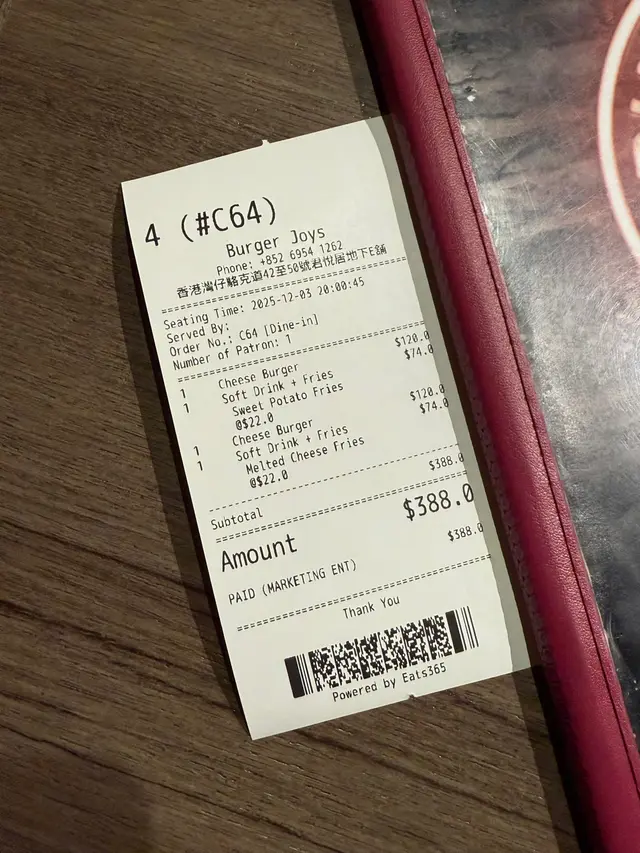 4 (#C64)
Burger Joys
Phone: +852 6954 1262
香港灣仔駱克道42至50號君悅居地下E舖
Seating Time: 2025-12-03 20:00:45
Served By:
Order No.: C64 [Dine-in]
Number of Patron: 1
1 Cheese Burger $120.0
1 Soft Drink + Fries $74.0
Sweet Potato Fries
@$22.0
1 Cheese Burger $120.0
1 Soft Drink + Fries $74.0
Melted Cheese Fries
@$22.0
Subtotal $388.0
Amount $388.0
PAID (MARKETING ENT) $388.0
Thank You
Powered by Eats365